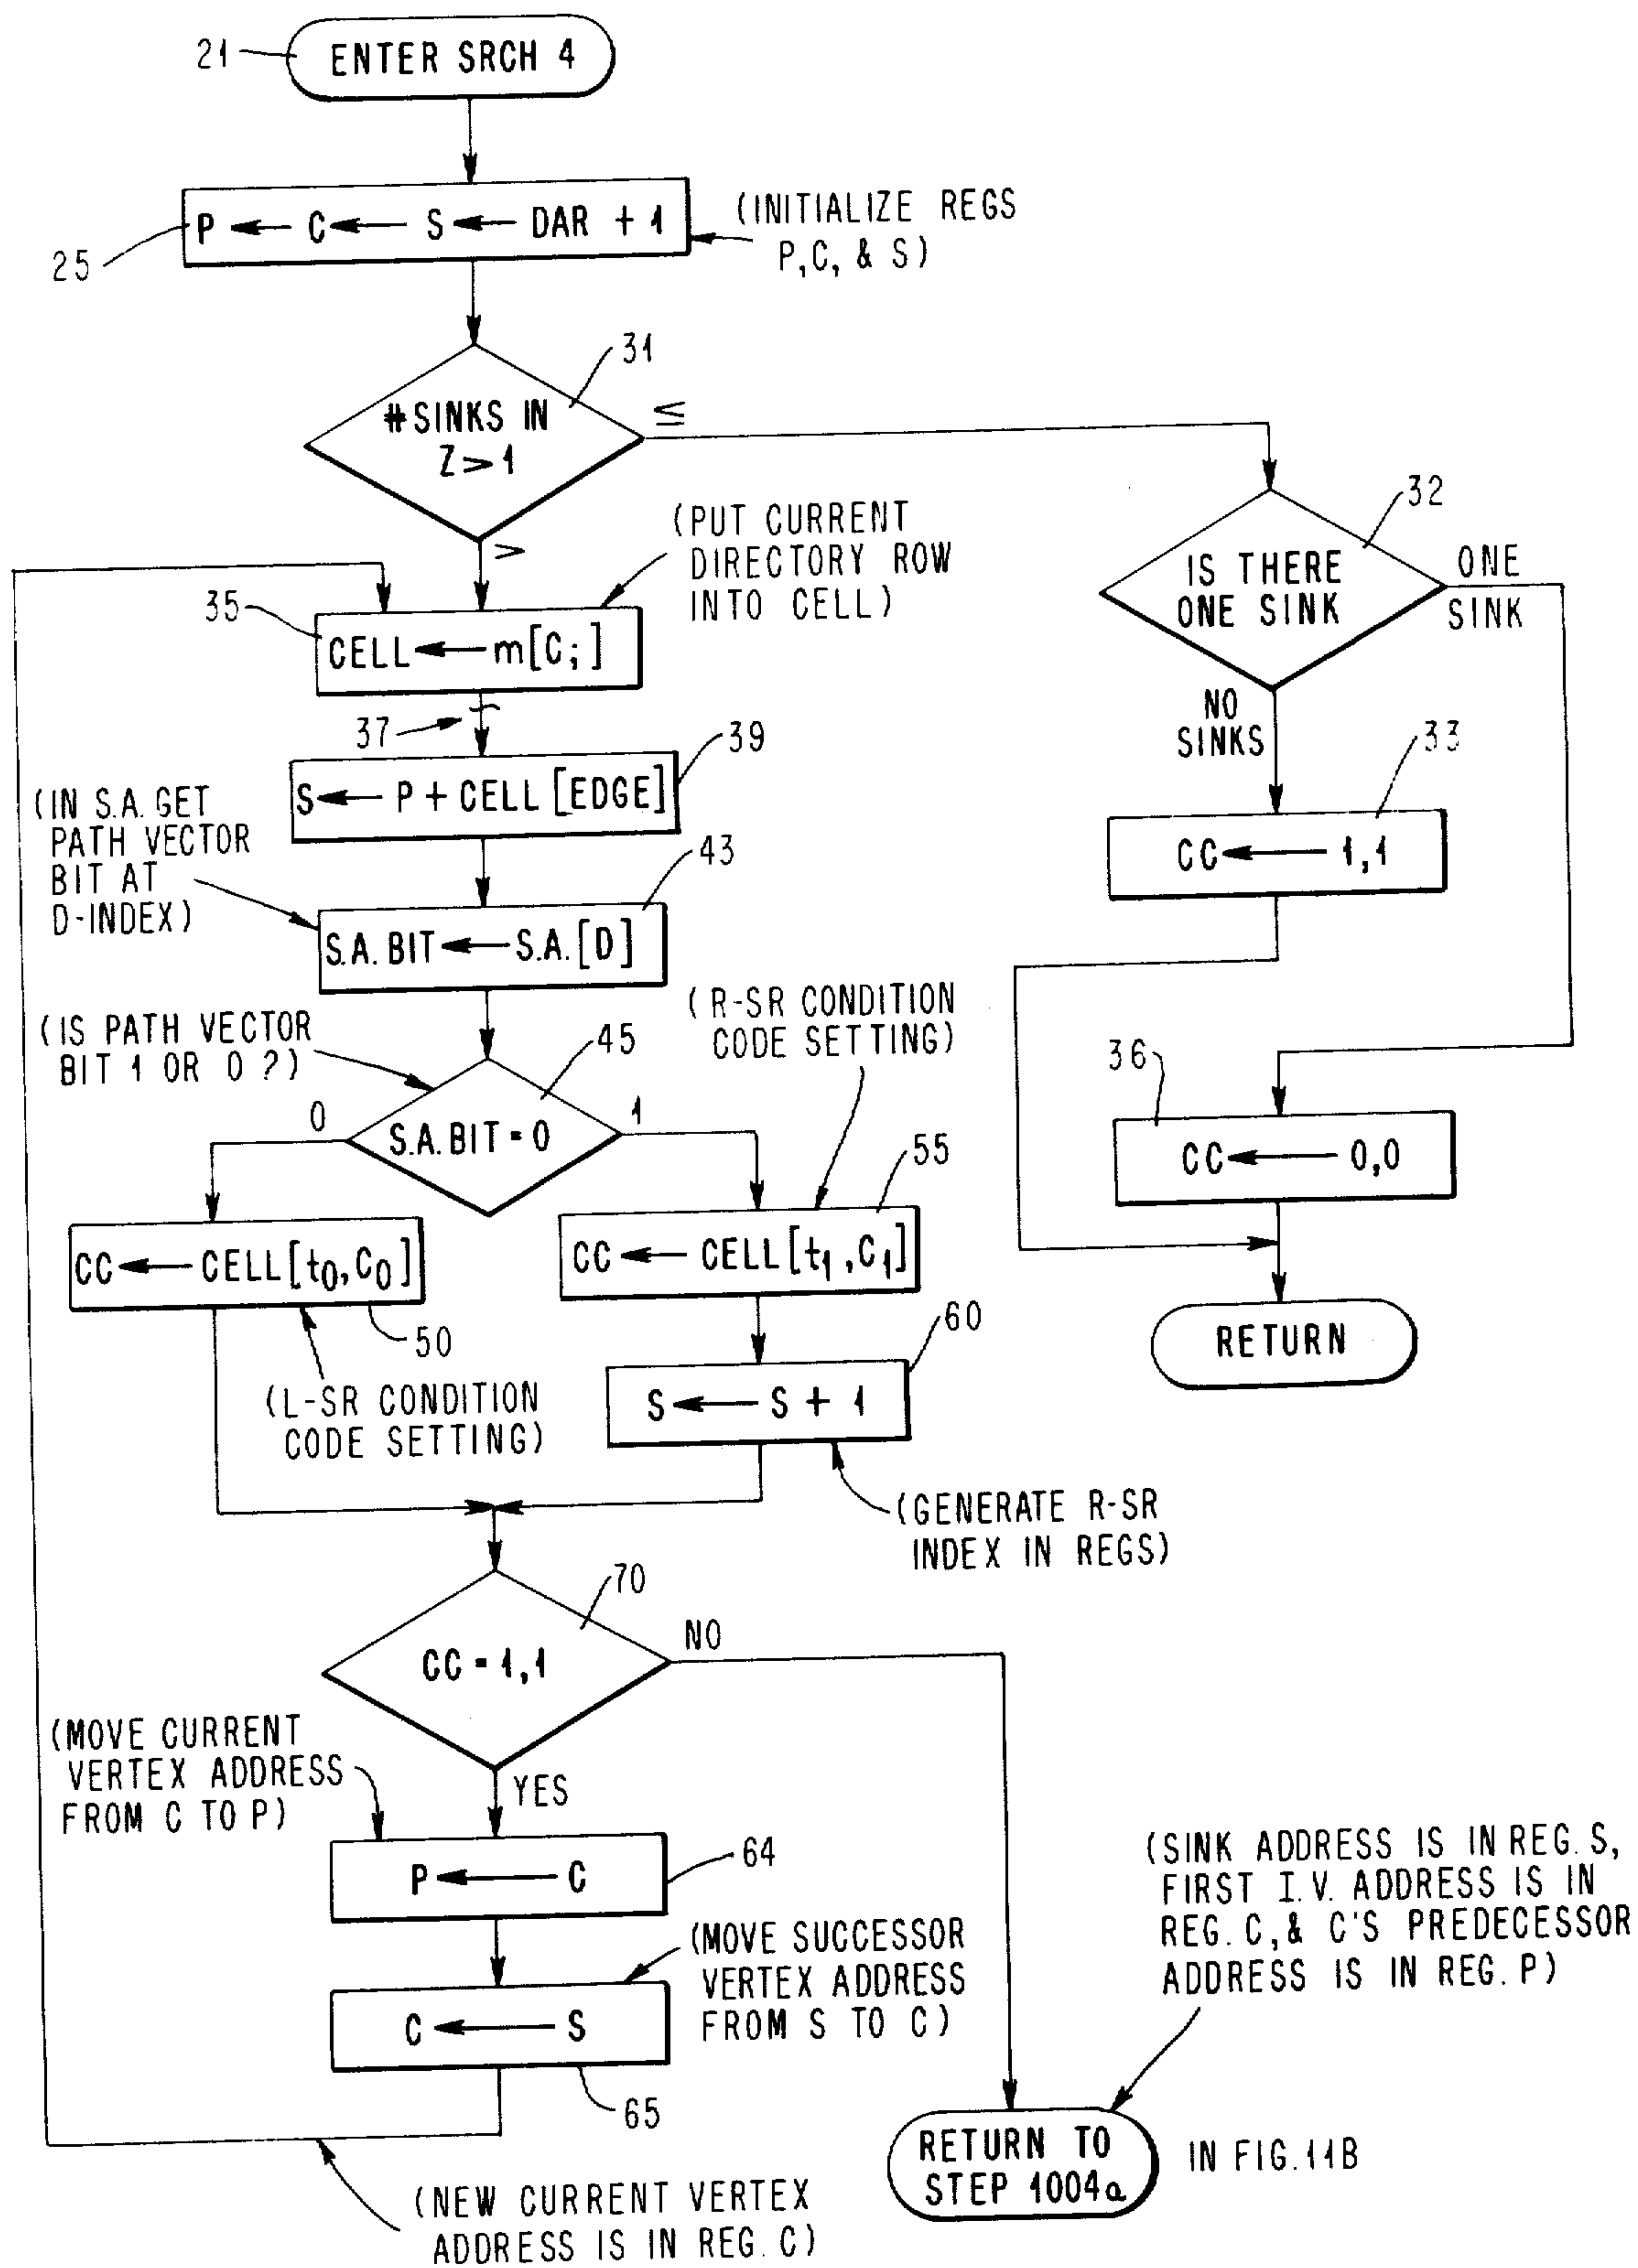 21
ENTER SRCH 4
P ← C ← S ← DAR + 1
25
(INITIALIZE REGS
P, C, & S)
31
#SINKS IN
Z > 1
≤
>
32
IS THERE
ONE SINK
ONE
SINK
NO
SINKS
33
CC ← 1,1
36
CC ← 0,0
RETURN
(PUT CURRENT
DIRECTORY ROW
INTO CELL)
35
CELL ← m[C;]
37
39
S ← P + CELL [EDGE]
(IN S.A. GET
PATH VECTOR
BIT AT
D-INDEX)
43
S.A. BIT ← S.A. [D]
(IS PATH VECTOR
BIT 1 OR 0 ?)
45
S.A. BIT = 0
0
1
(R-SR CONDITION
CODE SETTING)
CC ← CELL[t₀, C₀]
50
(L-SR CONDITION
CODE SETTING)
55
CC ← CELL[t₁, C₁]
60
S ← S + 1
(GENERATE R-SR
INDEX IN REGS)
70
CC = 1,1
NO
YES
(MOVE CURRENT
VERTEX ADDRESS
FROM C TO P)
P ← C
64
(MOVE SUCCESSOR
VERTEX ADDRESS
FROM S TO C)
C ← S
65
(NEW CURRENT VERTEX
ADDRESS IS IN REG. C)
(SINK ADDRESS IS IN REG. S,
FIRST I.V. ADDRESS IS IN
REG. C, & C'S PREDECESSOR
ADDRESS IS IN REG. P)
RETURN TO
STEP 1004a
IN FIG. 11B